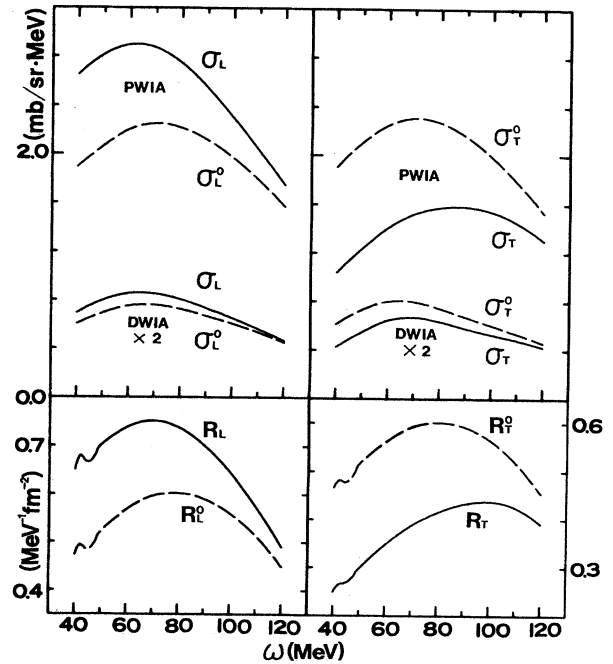 2 (mb/sr·MeV)
2.0
0.0
σL
PWIA
σL⁰
σL
DWIA
× 2
σL⁰
σT⁰
PWIA
σT
σT⁰
DWIA
× 2
σT
(MeV⁻¹fm⁻²)
0.7
0.4
RL
RL⁰
RT⁰
RT
0.6
0.3
40 60 80 100 120
40 60 80 100 120
ω(MeV)